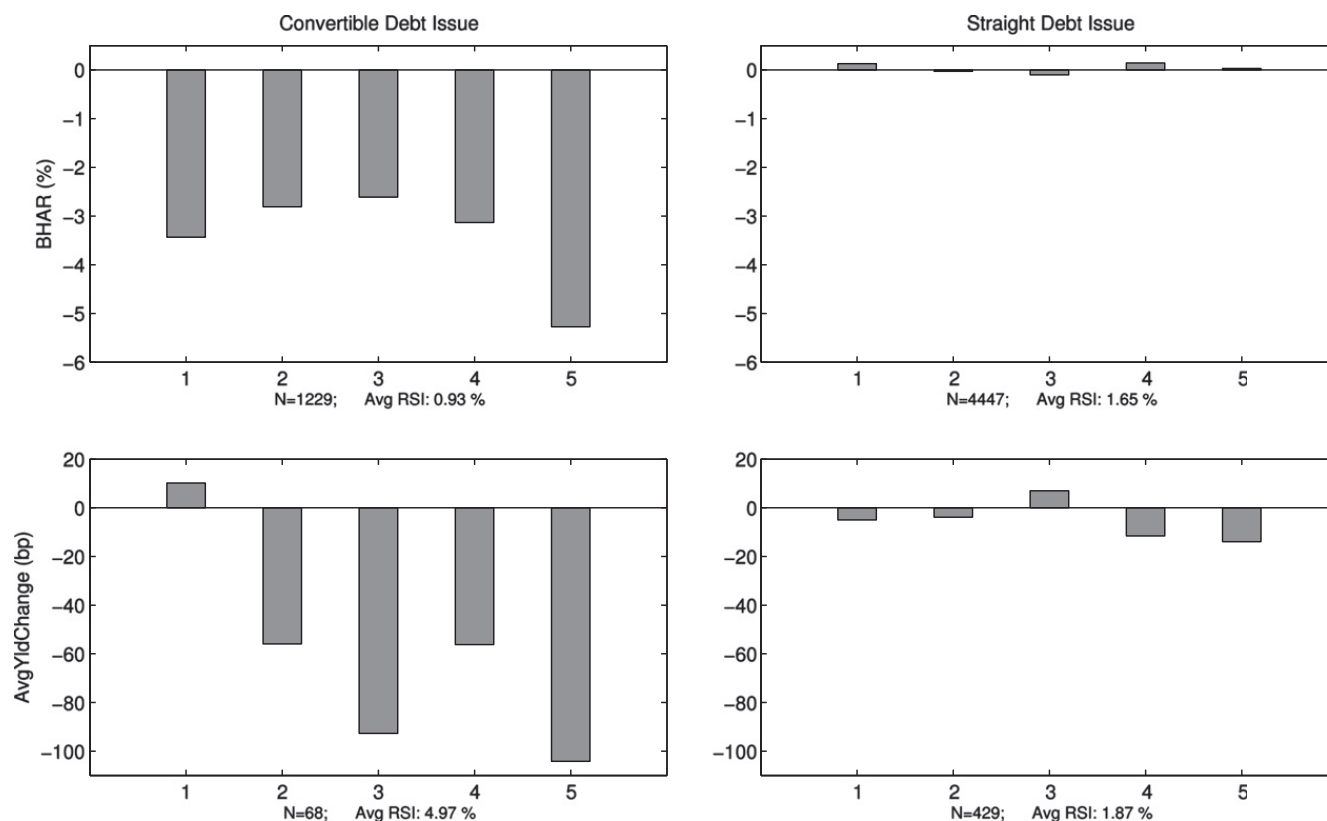 Convertible Debt Issue
Straight Debt Issue
BHAR (%)
0
−1
−2
−3
−4
−5
−6
1 2 3 4 5
N=1229; Avg RSI: 0.93 %
0
−1
−2
−3
−4
−5
−6
1 2 3 4 5
N=4447; Avg RSI: 1.65 %
AvgYldChange (bp)
20
0
−20
−40
−60
−80
−100
1 2 3 4 5
N=68; Avg RSI: 4.97 %
20
0
−20
−40
−60
−80
−100
1 2 3 4 5
N=429; Avg RSI: 1.87 %